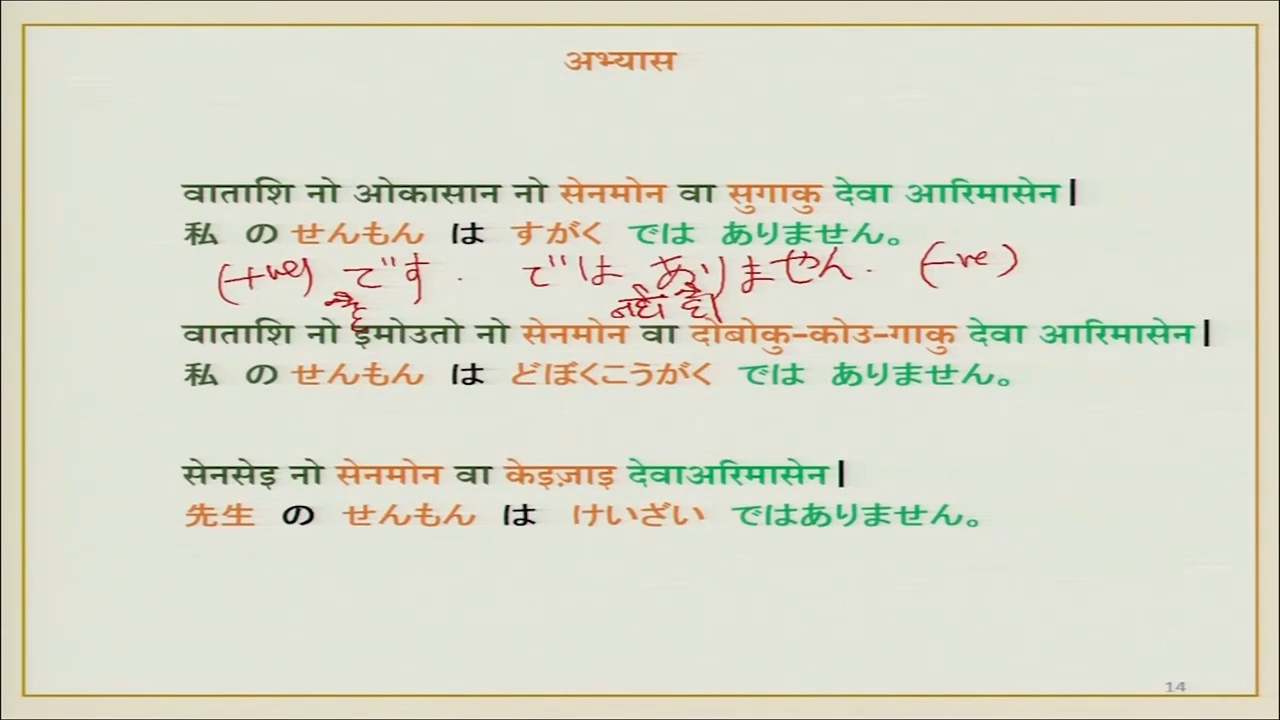 अभ्यास
वाताशि नो ओकासान नो सेनमोन वा सुगाकु देवा आरिमासेन|
私 の せんもん は すがく では ありません。
(+ve) です. ではありません. (-ve)
है नहीं है।
वाताशि नो इमोउतो नो सेनमोन वा दोबोकु-कोउ-गाकु देवा आरिमासेन|
私 の せんもん は どぼくこうがく では ありません。
सेनसेइ नो सेनमोन वा केइज़ाइ देवाअरिमासेन|
先生 の せんもん は けいざい ではありません。
14